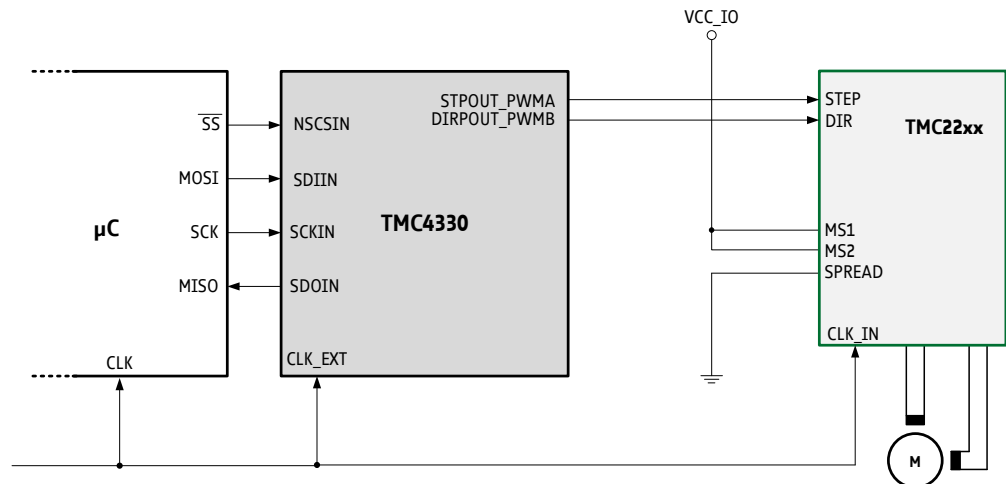 VCC_IO
STPOUT_PWMA
DIRPOUT_PWMB
STEP
DIR
TMC22xx
SS
NSCSIN
MOSI
SDIIN
TMC4330
µC
SCK
SCKIN
MS1
MS2
SPREAD
MISO
SDOIN
CLK_IN
CLK
CLK_EXT
M